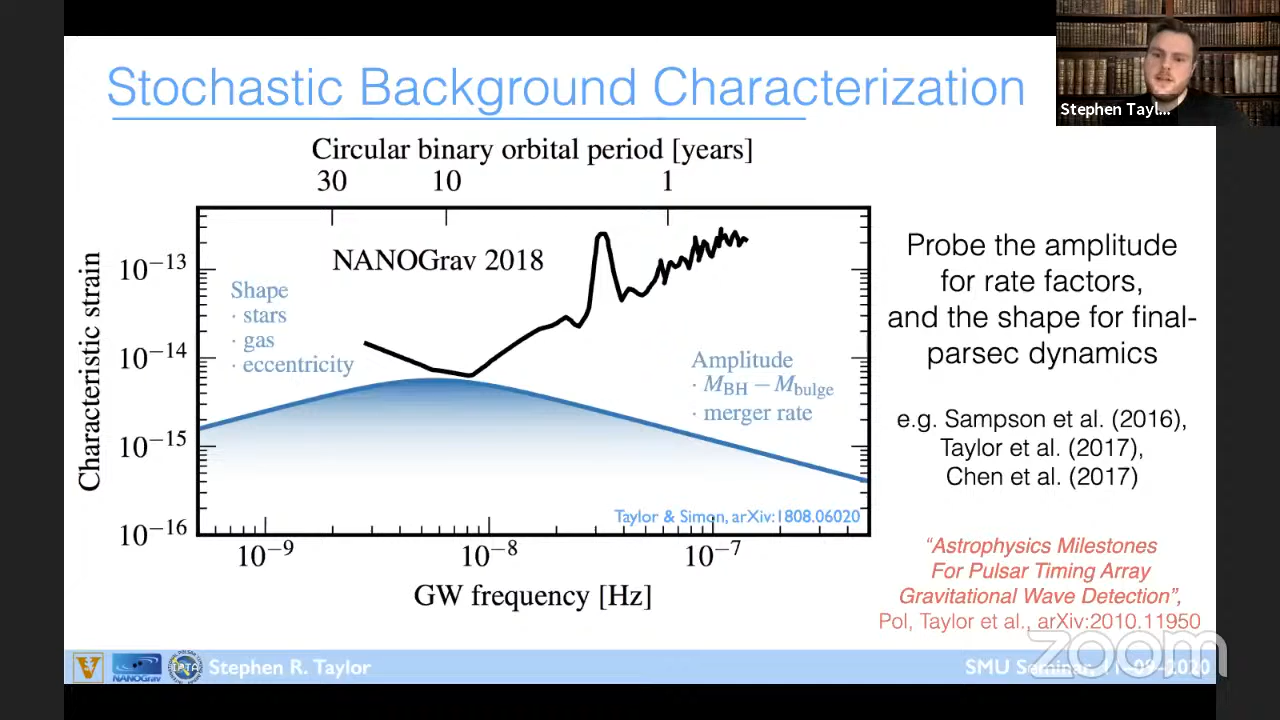 Stochastic Background Characterization
Stephen Tayl...
Circular binary orbital period [years]
30 10 1
NANOGrav 2018
Characteristic strain
10⁻¹³
10⁻¹⁴
10⁻¹⁵
10⁻¹⁶
Shape
· stars
· gas
· eccentricity
Amplitude
· M_BH − M_bulge
· merger rate
Taylor & Simon, arXiv:1808.06020
10⁻⁹ 10⁻⁸ 10⁻⁷
GW frequency [Hz]
Probe the amplitude
for rate factors,
and the shape for final-
parsec dynamics
e.g. Sampson et al. (2016),
Taylor et al. (2017),
Chen et al. (2017)
“Astrophysics Milestones
For Pulsar Timing Array
Gravitational Wave Detection”,
Pol, Taylor et al., arXiv:2010.11950
V
NANOGrav
IPTA
Stephen R. Taylor
SMU Seminar, 11-09-2020
zoom